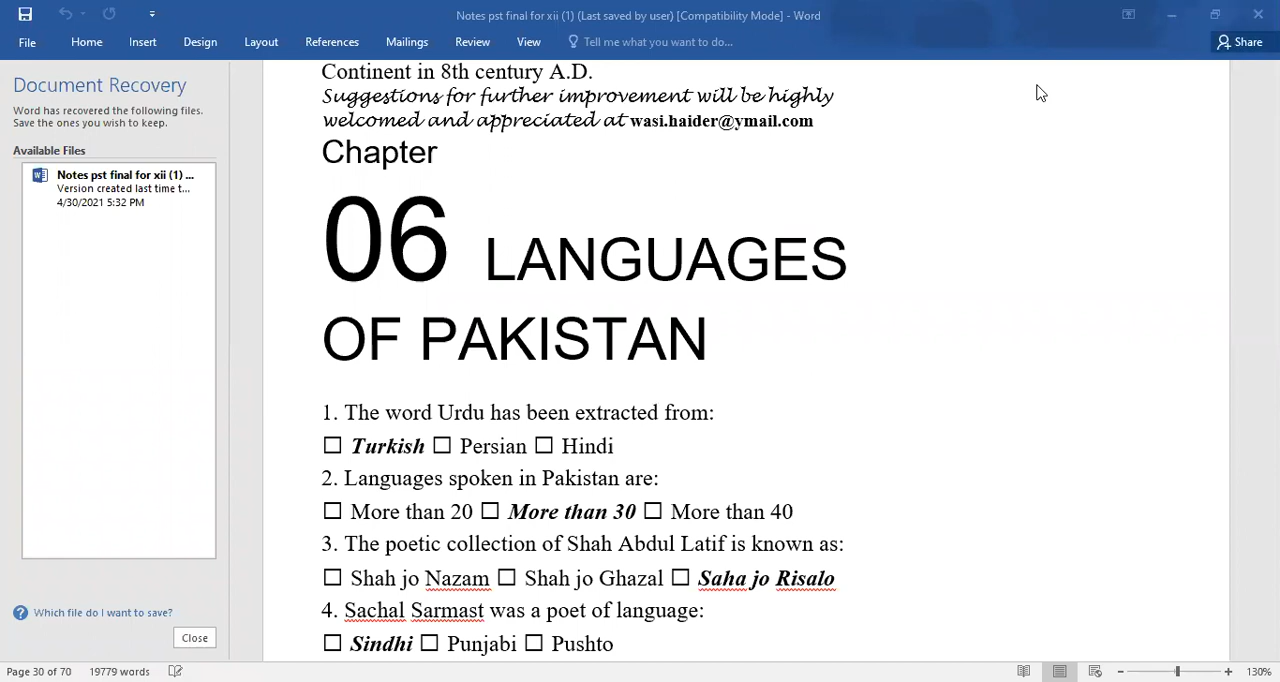 Notes pst final for xii (1) (Last saved by user) [Compatibility Mode] - Word
File Home Insert Design Layout References Mailings Review View Tell me what you want to do... Share
Document Recovery
Word has recovered the following files.
Save the ones you wish to keep.
Available Files
Notes pst final for xii (1) ...
Version created last time t...
4/30/2021 5:32 PM
Which file do I want to save?
Close
Continent in 8th century A.D.
Suggestions for further improvement will be highly
welcomed and appreciated at wasi.haider@ymail.com
Chapter
06 LANGUAGES
OF PAKISTAN
1. The word Urdu has been extracted from:
☐ Turkish ☐ Persian ☐ Hindi
2. Languages spoken in Pakistan are:
☐ More than 20 ☐ More than 30 ☐ More than 40
3. The poetic collection of Shah Abdul Latif is known as:
☐ Shah jo Nazam ☐ Shah jo Ghazal ☐ Saha jo Risalo
4. Sachal Sarmast was a poet of language:
☐ Sindhi ☐ Punjabi ☐ Pushto
Page 30 of 70 19779 words 130%